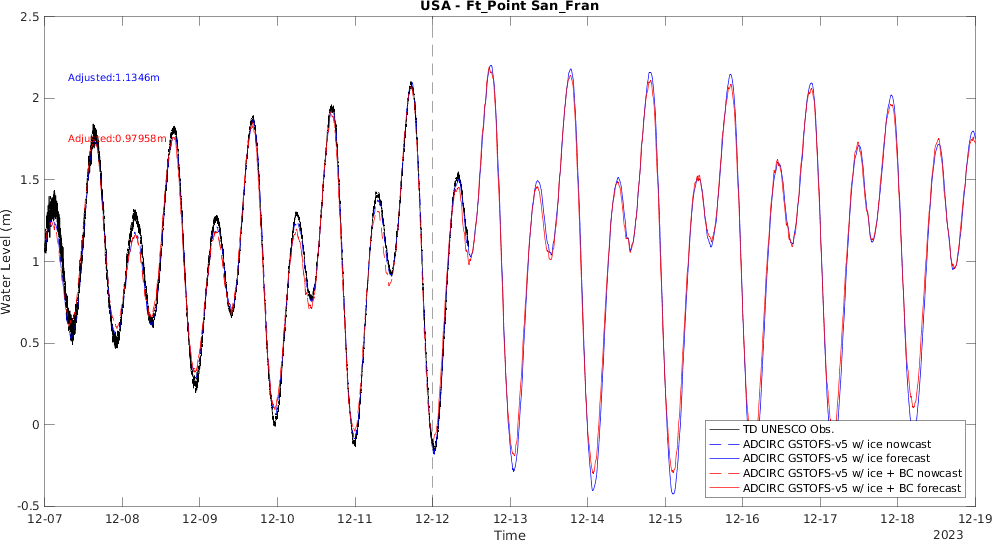 USA - Ft_Point San_Fran
2.5
2
1.5
1
0.5
0
-0.5
Water Level (m)
Adjusted:1.1346m
Adjusted:0.97958m
TD UNESCO Obs.
ADCIRC GSTOFS-v5 w/ ice nowcast
ADCIRC GSTOFS-v5 w/ ice forecast
ADCIRC GSTOFS-v5 w/ ice + BC nowcast
ADCIRC GSTOFS-v5 w/ ice + BC forecast
12-07 12-08 12-09 12-10 12-11 12-12 12-13 12-14 12-15 12-16 12-17 12-18 12-19
Time
2023